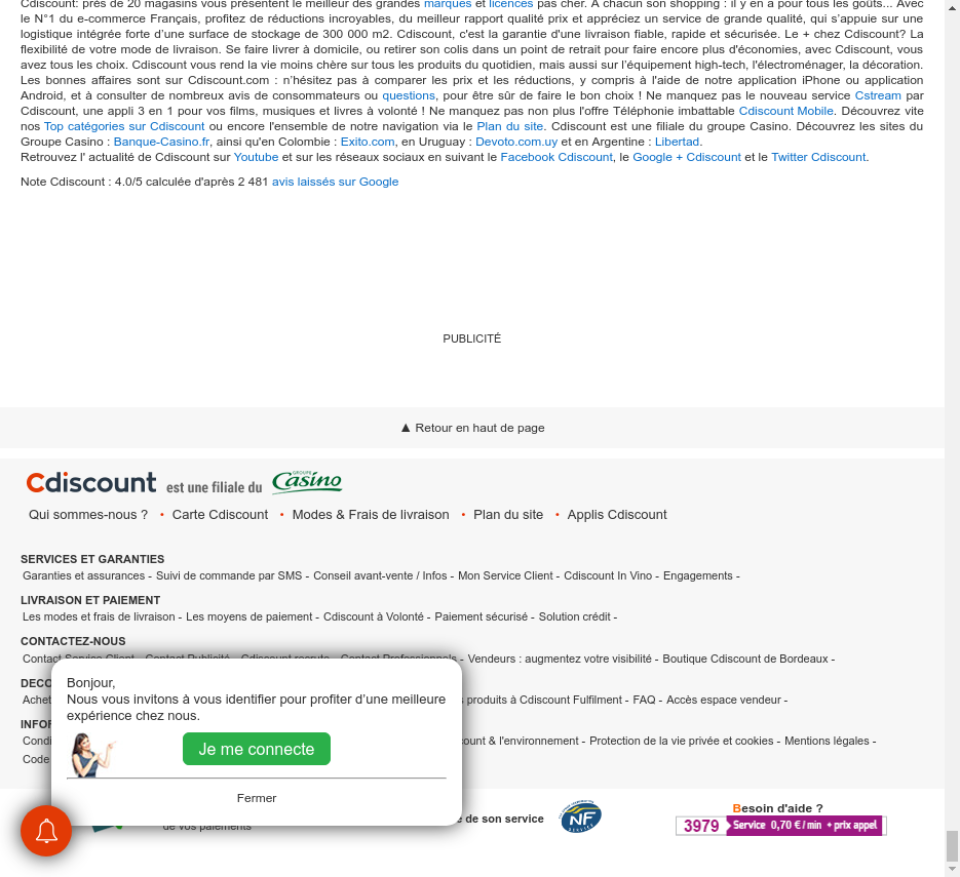 Cdiscount: près de 20 magasins vous présentent le meilleur des grandes marques et licences pas cher. A chacun son shopping : il y en a pour tous les goûts... Avec
le N°1 du e-commerce Français, profitez de réductions incroyables, du meilleur rapport qualité prix et appréciez un service de grande qualité, qui s'appuie sur une
logistique intégrée forte d'une surface de stockage de 300 000 m2. Cdiscount, c'est la garantie d'une livraison fiable, rapide et sécurisée. Le + chez Cdiscount? La
flexibilité de votre mode de livraison. Se faire livrer à domicile, ou retirer son colis dans un point de retrait pour faire encore plus d'économies, avec Cdiscount, vous
avez tous les choix. Cdiscount vous rend la vie moins chère sur tous les produits du quotidien, mais aussi sur l'équipement high-tech, l'électroménager, la décoration.
Les bonnes affaires sont sur Cdiscount.com : n'hésitez pas à comparer les prix et les réductions, y compris à l'aide de notre application iPhone ou application
Android, et à consulter de nombreux avis de consommateurs ou questions, pour être sûr de faire le bon choix ! Ne manquez pas le nouveau service Cstream par
Cdiscount, une appli 3 en 1 pour vos films, musiques et livres à volonté ! Ne manquez pas non plus l'offre Téléphonie imbattable Cdiscount Mobile. Découvrez vite
nos Top catégories sur Cdiscount ou encore l'ensemble de notre navigation via le Plan du site. Cdiscount est une filiale du groupe Casino. Découvrez les sites du
Groupe Casino : Banque-Casino.fr, ainsi qu'en Colombie : Exito.com, en Uruguay : Devoto.com.uy et en Argentine : Libertad.
Retrouvez l' actualité de Cdiscount sur Youtube et sur les réseaux sociaux en suivant le Facebook Cdiscount, le Google + Cdiscount et le Twitter Cdiscount.
Note Cdiscount : 4.0/5 calculée d'après 2 481 avis laissés sur Google
PUBLICITÉ
▲ Retour en haut de page
Cdiscount est une filiale du GROUPE Casino
Qui sommes-nous ? • Carte Cdiscount • Modes & Frais de livraison • Plan du site • Applis Cdiscount
SERVICES ET GARANTIES
Garanties et assurances - Suivi de commande par SMS - Conseil avant-vente / Infos - Mon Service Client - Cdiscount In Vino - Engagements -
LIVRAISON ET PAIEMENT
Les modes et frais de livraison - Les moyens de paiement - Cdiscount à Volonté - Paiement sécurisé - Solution crédit -
CONTACTEZ-NOUS
Contact Service Client - Contact Publicité - Cdiscount recrute - Contact Professionnels - Vendeurs : augmentez votre visibilité - Boutique Cdiscount de Bordeaux -
DECO
Achet produits à Cdiscount Fulfilment - FAQ - Accès espace vendeur -
INFOR
Condi ount & l'environnement - Protection de la vie privée et cookies - Mentions légales -
Code
Bonjour,
Nous vous invitons à vous identifier pour profiter d'une meilleure
expérience chez nous.
Je me connecte
Fermer
de vos paiements
de son service
NF
SERVICE
Besoin d'aide ?
3979 Service 0,70 € / min + prix appel